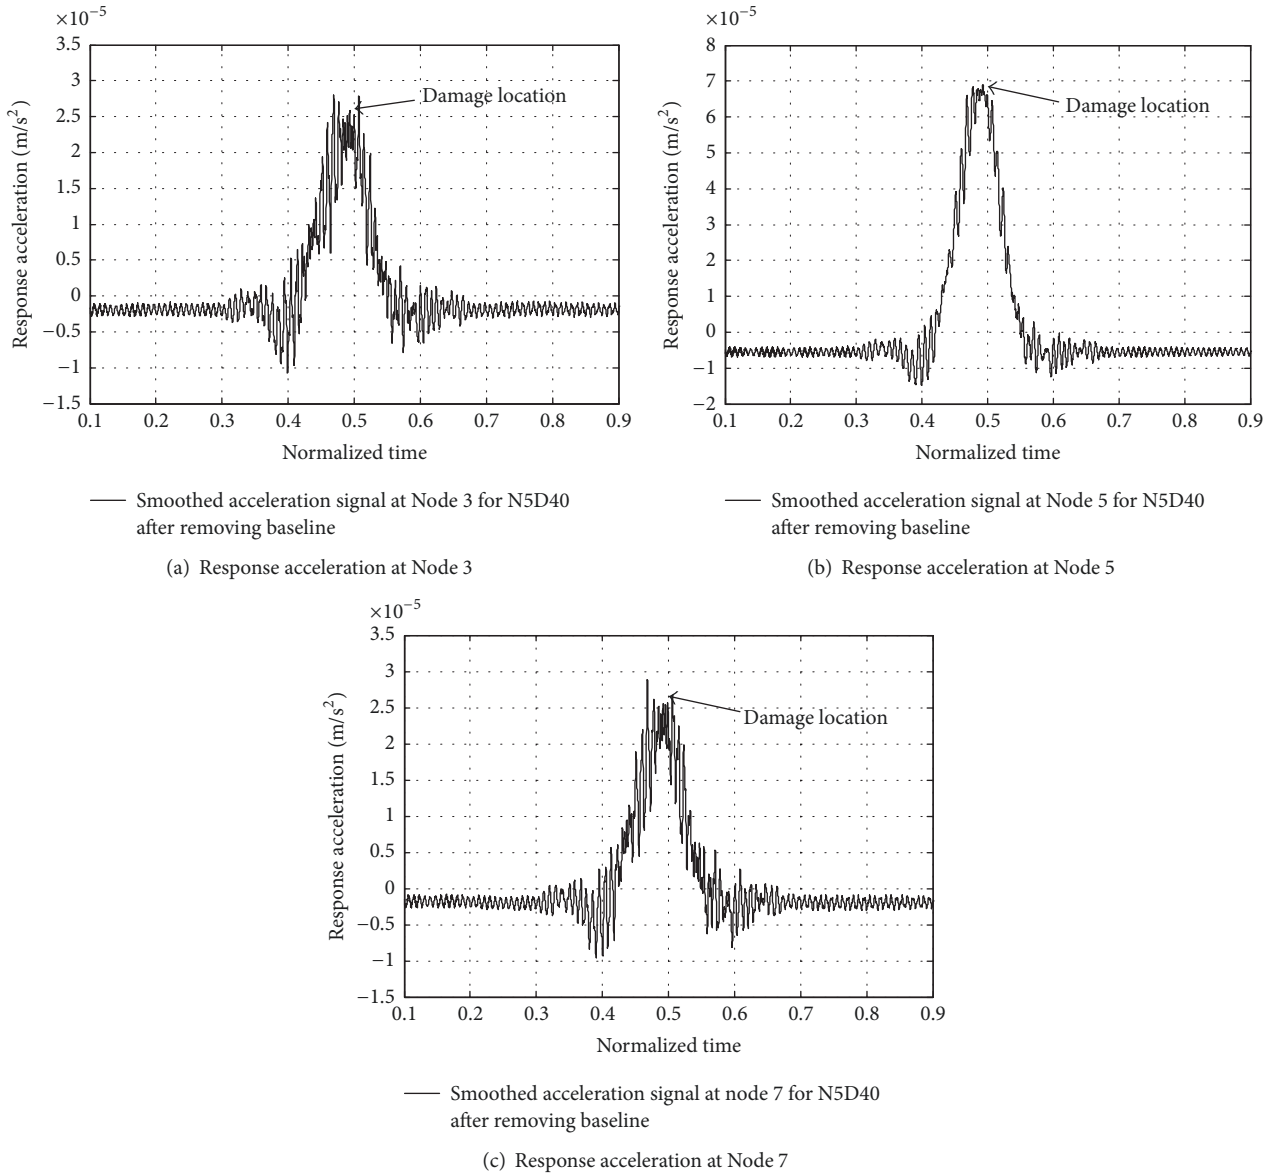 ×10⁻⁵
3.5
3
2.5
2
1.5
1
0.5
0
−0.5
−1
−1.5
Response acceleration (m/s²)
Damage location
0.1 0.2 0.3 0.4 0.5 0.6 0.7 0.8 0.9
Normalized time
Smoothed acceleration signal at Node 3 for N5D40
after removing baseline
(a) Response acceleration at Node 3
×10⁻⁵
8
7
6
5
4
3
2
1
0
−1
−2
Response acceleration (m/s²)
Damage location
0.1 0.2 0.3 0.4 0.5 0.6 0.7 0.8 0.9
Normalized time
Smoothed acceleration signal at Node 5 for N5D40
after removing baseline
(b) Response acceleration at Node 5
×10⁻⁵
3.5
3
2.5
2
1.5
1
0.5
0
−0.5
−1
−1.5
Response acceleration (m/s²)
Damage location
0.1 0.2 0.3 0.4 0.5 0.6 0.7 0.8 0.9
Normalized time
Smoothed acceleration signal at node 7 for N5D40
after removing baseline
(c) Response acceleration at Node 7